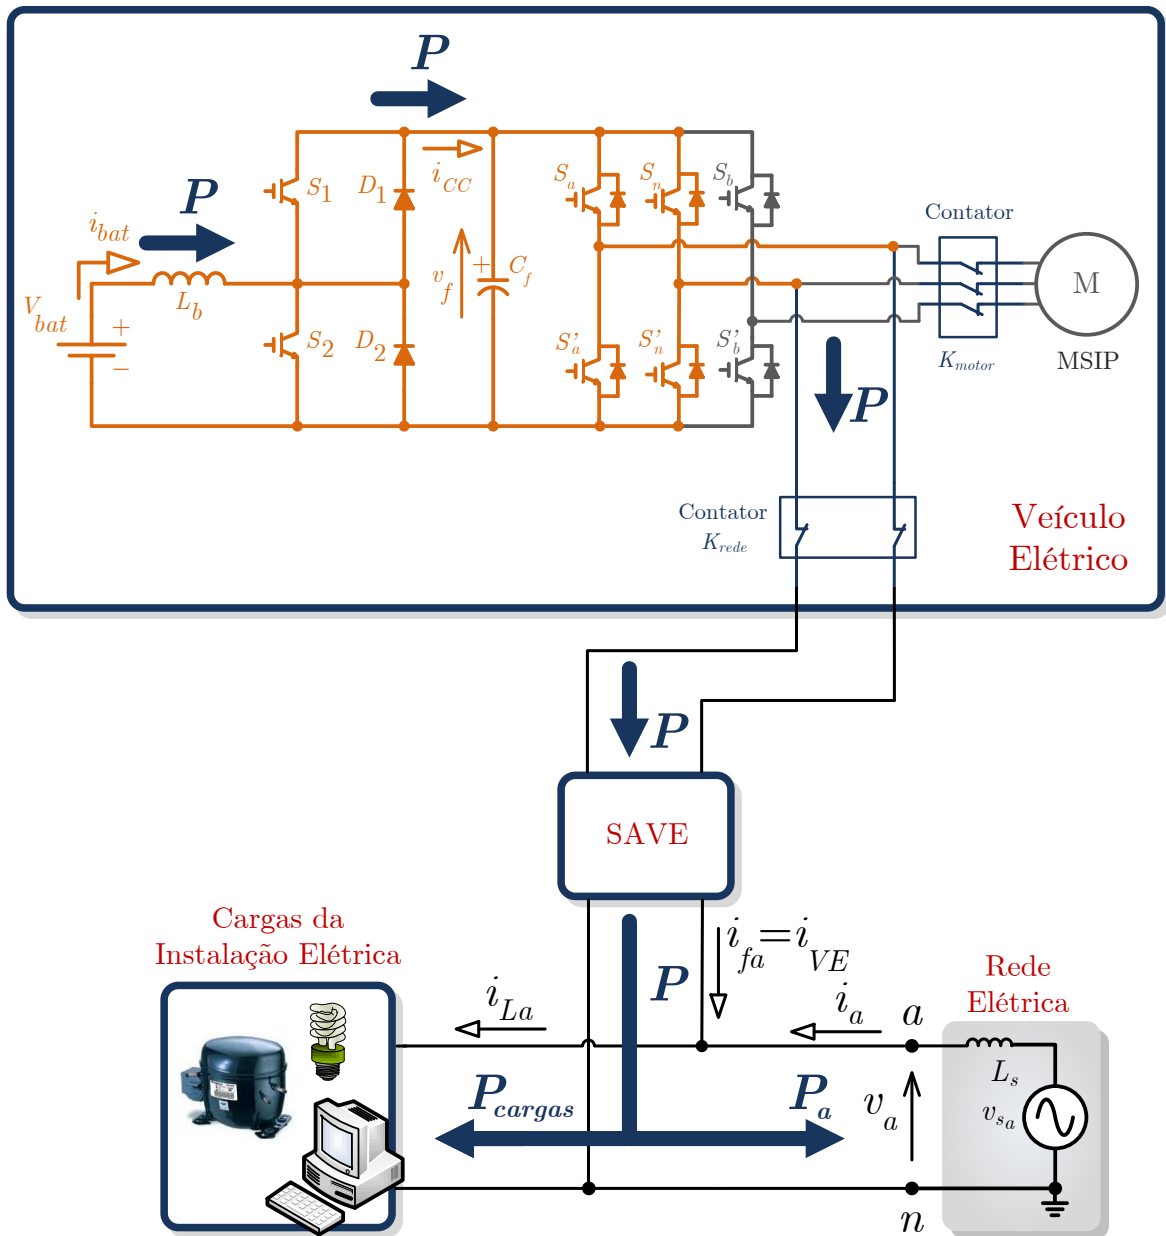 P
i_CC
P
i_bat
S_1
D_1
S_a
S_n
S_b
Contator
V_bat
+
−
L_b
v_f
+
C_f
M
S_2
D_2
S'_a
S'_n
S'_b
K_motor
MSIP
P
Contator
K_rede
Veículo
Elétrico
P
SAVE
Cargas da
Instalação Elétrica
i_fa=i_VE
P
Rede
Elétrica
i_La
i_a
a
L_s
P_cargas
P_a
v_a
v_sa
n